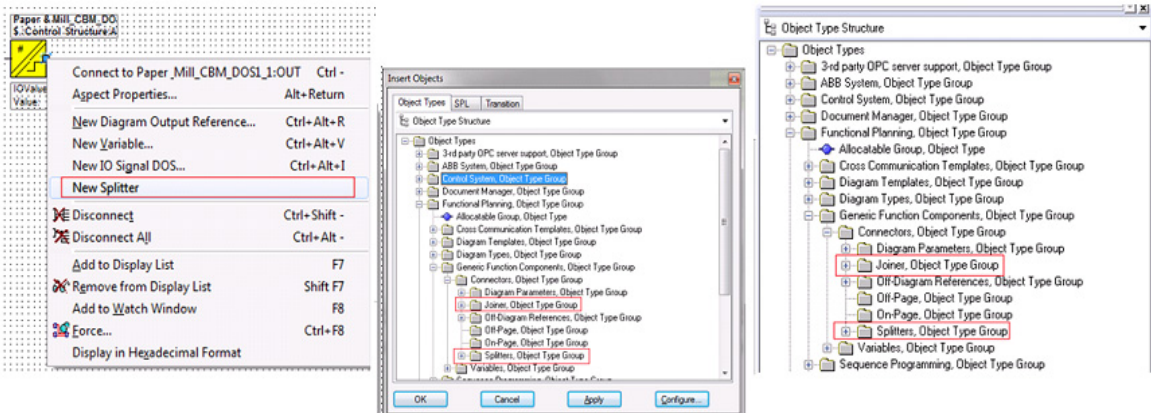 Paper & Mill_CBM_DO
$.:Control Structure:A
#
IOValue
Value:
Connect to Paper _Mill_CBM_DOS1_1:OUT Ctrl -
Aspect Properties... Alt+Return
New Diagram Output Reference... Ctrl+Alt+R
New Variable... Ctrl+Alt+V
New IO Signal DOS... Ctrl+Alt+I
New Splitter
Disconnect Ctrl+Shift -
Disconnect All Ctrl+Alt -
Add to Display List F7
Remove from Display List Shift F7
Add to Watch Window F8
Force... Ctrl+F8
Display in Hexadecimal Format
Insert Objects
Object Types SPL Transition
Object Type Structure
Object Types
3-rd party OPC server support, Object Type Group
ABB System, Object Type Group
Control System, Object Type Group
Document Manager, Object Type Group
Functional Planning, Object Type Group
Allocatable Group, Object Type
Cross Communication Templates, Object Type Group
Diagram Templates, Object Type Group
Diagram Types, Object Type Group
Generic Function Components, Object Type Group
Connectors, Object Type Group
Diagram Parameters, Object Type Group
Joiner, Object Type Group
Off-Diagram References, Object Type Group
Off-Page, Object Type Group
On-Page, Object Type Group
Splitters, Object Type Group
Variables, Object Type Group
Sequence Programming, Object Type Group
OK Cancel Apply Configure...
Object Type Structure
Object Types
3-rd party OPC server support, Object Type Group
ABB System, Object Type Group
Control System, Object Type Group
Document Manager, Object Type Group
Functional Planning, Object Type Group
Allocatable Group, Object Type
Cross Communication Templates, Object Type Group
Diagram Templates, Object Type Group
Diagram Types, Object Type Group
Generic Function Components, Object Type Group
Connectors, Object Type Group
Diagram Parameters, Object Type Group
Joiner, Object Type Group
Off-Diagram References, Object Type Group
Off-Page, Object Type Group
On-Page, Object Type Group
Splitters, Object Type Group
Variables, Object Type Group
Sequence Programming, Object Type Group